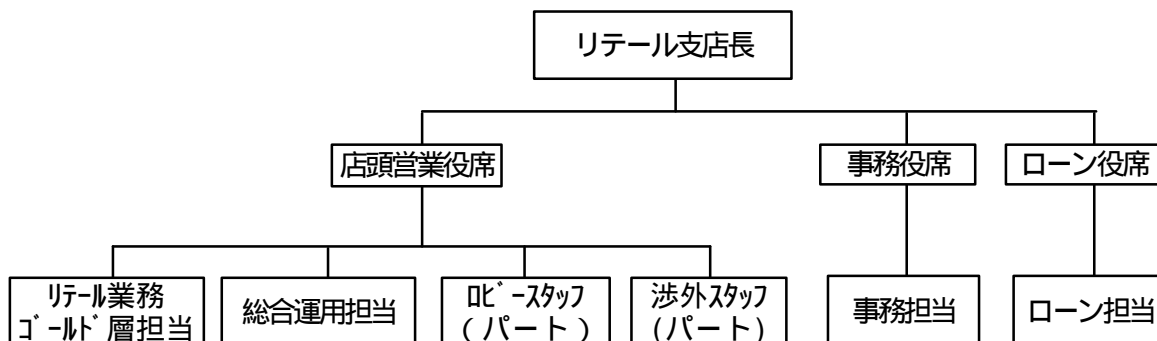 リテール支店長
店頭営業役席
事務役席
ローン役席
ﾘﾃｰﾙ業務
ｺﾞｰﾙﾄﾞ層担当
総合運用担当
ﾛﾋﾞｰｽﾀｯﾌ
(パート)
渉外ｽﾀｯﾌ
(パート)
事務担当
ローン担当